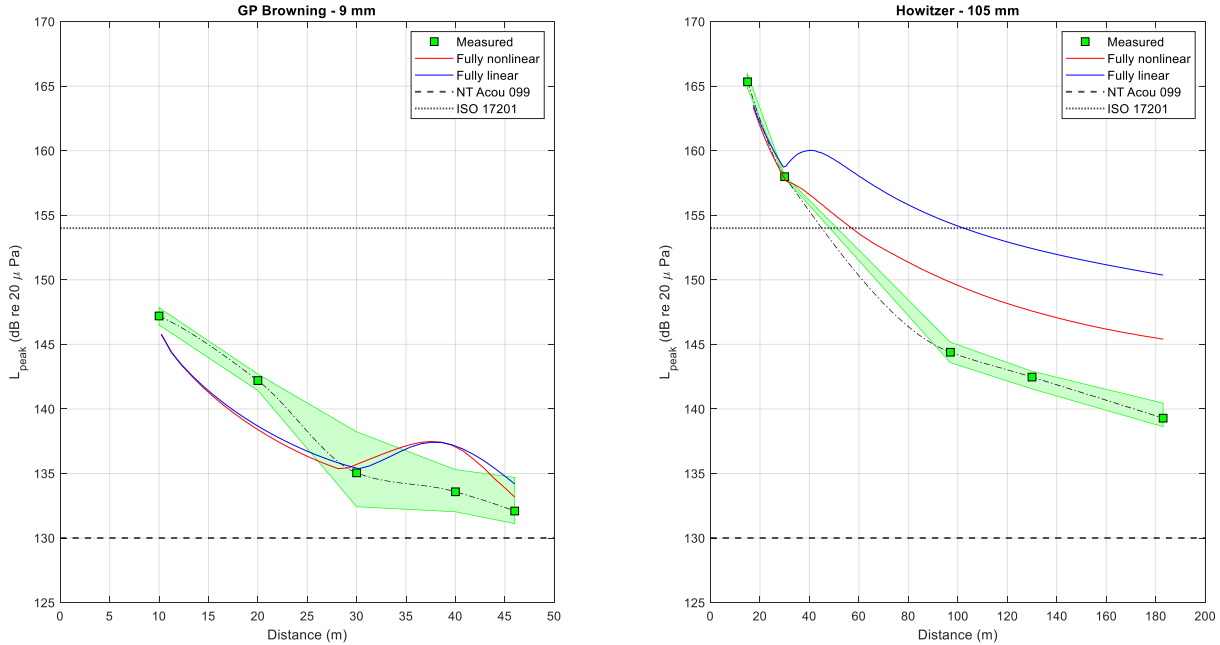 GP Browning - 9 mm
170
165
160
155
150
145
140
135
130
125
L_peak (dB re 20 μ Pa)
0 5 10 15 20 25 30 35 40 45 50
Distance (m)
Measured
Fully nonlinear
Fully linear
NT Acou 099
ISO 17201
Howitzer - 105 mm
170
165
160
155
150
145
140
135
130
125
L_peak (dB re 20 μ Pa)
0 20 40 60 80 100 120 140 160 180 200
Distance (m)
Measured
Fully nonlinear
Fully linear
NT Acou 099
ISO 17201